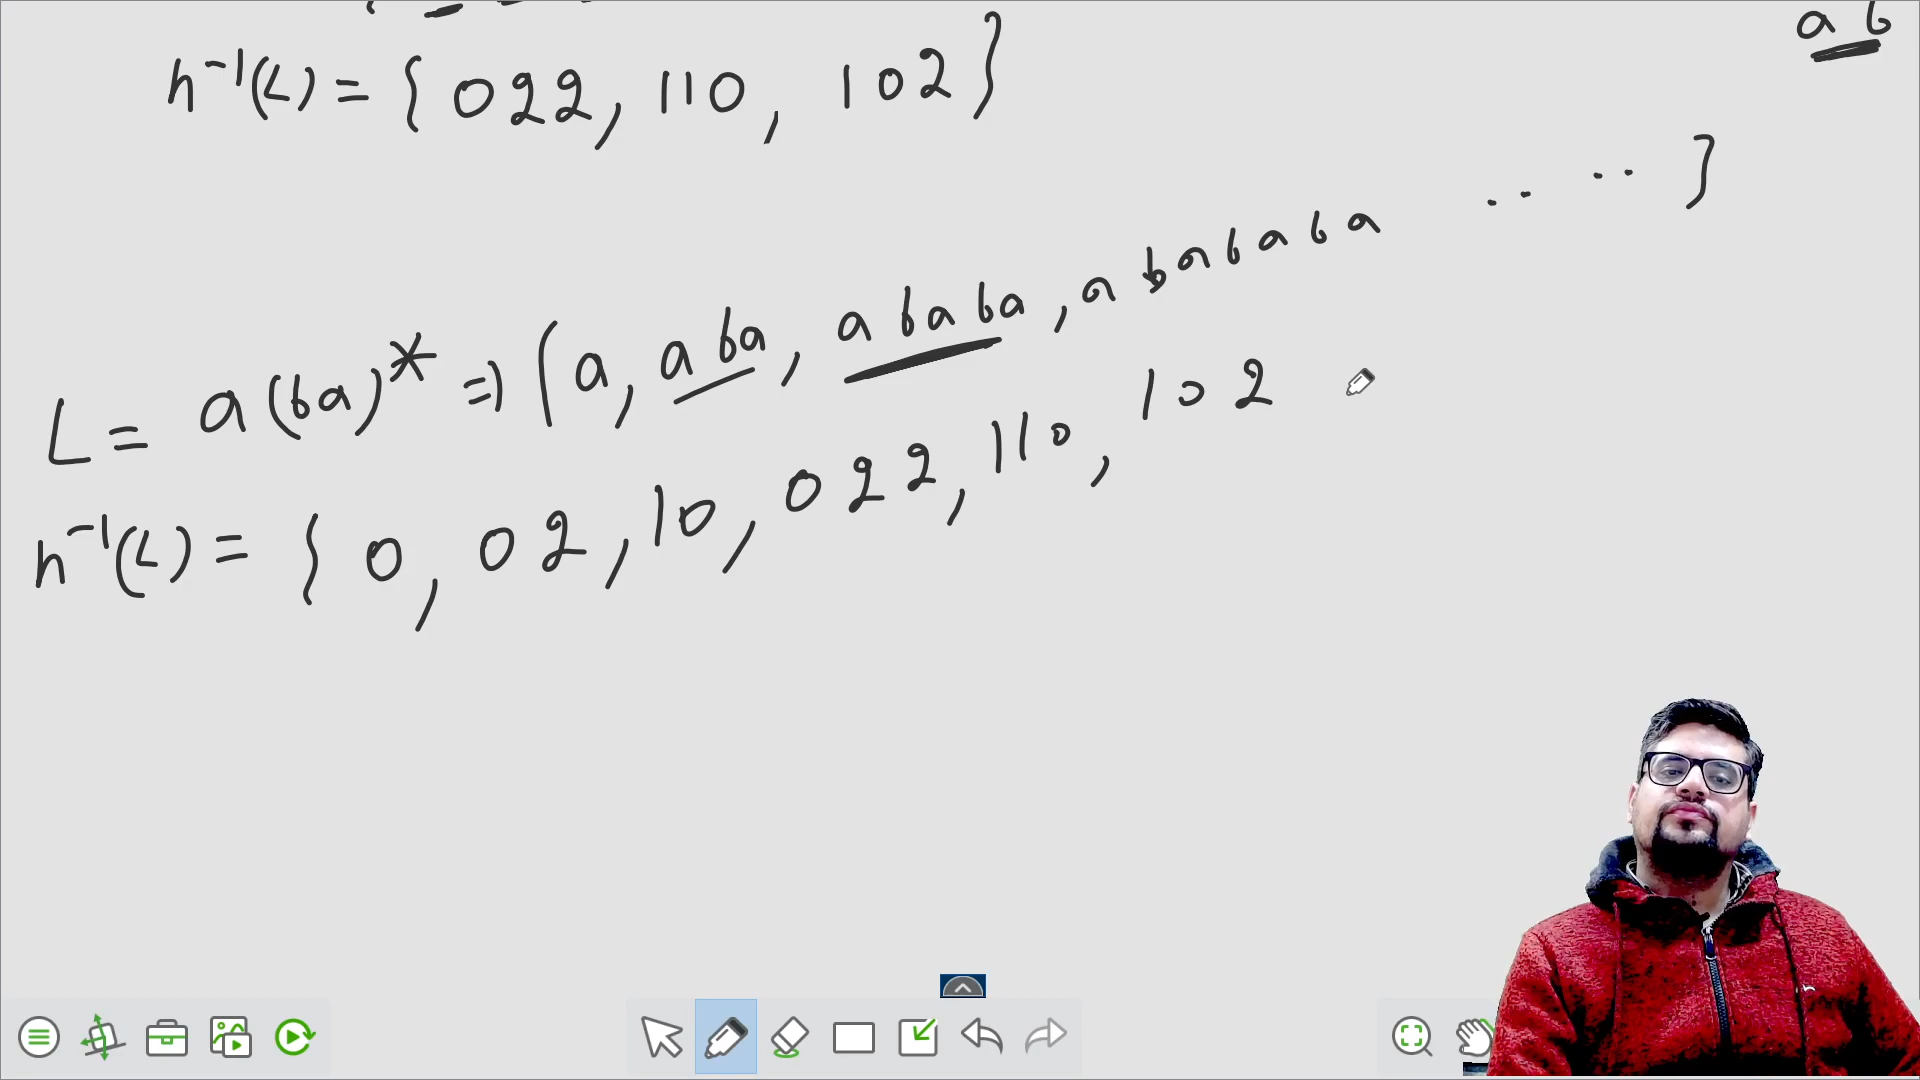 a b
h⁻¹(L) = { 022, 110, 102 }
L = a(ba)* => { a, aba, ababa, abababa .. .. }
h⁻¹(L) = { 0, 02, 10, 022, 110, 102